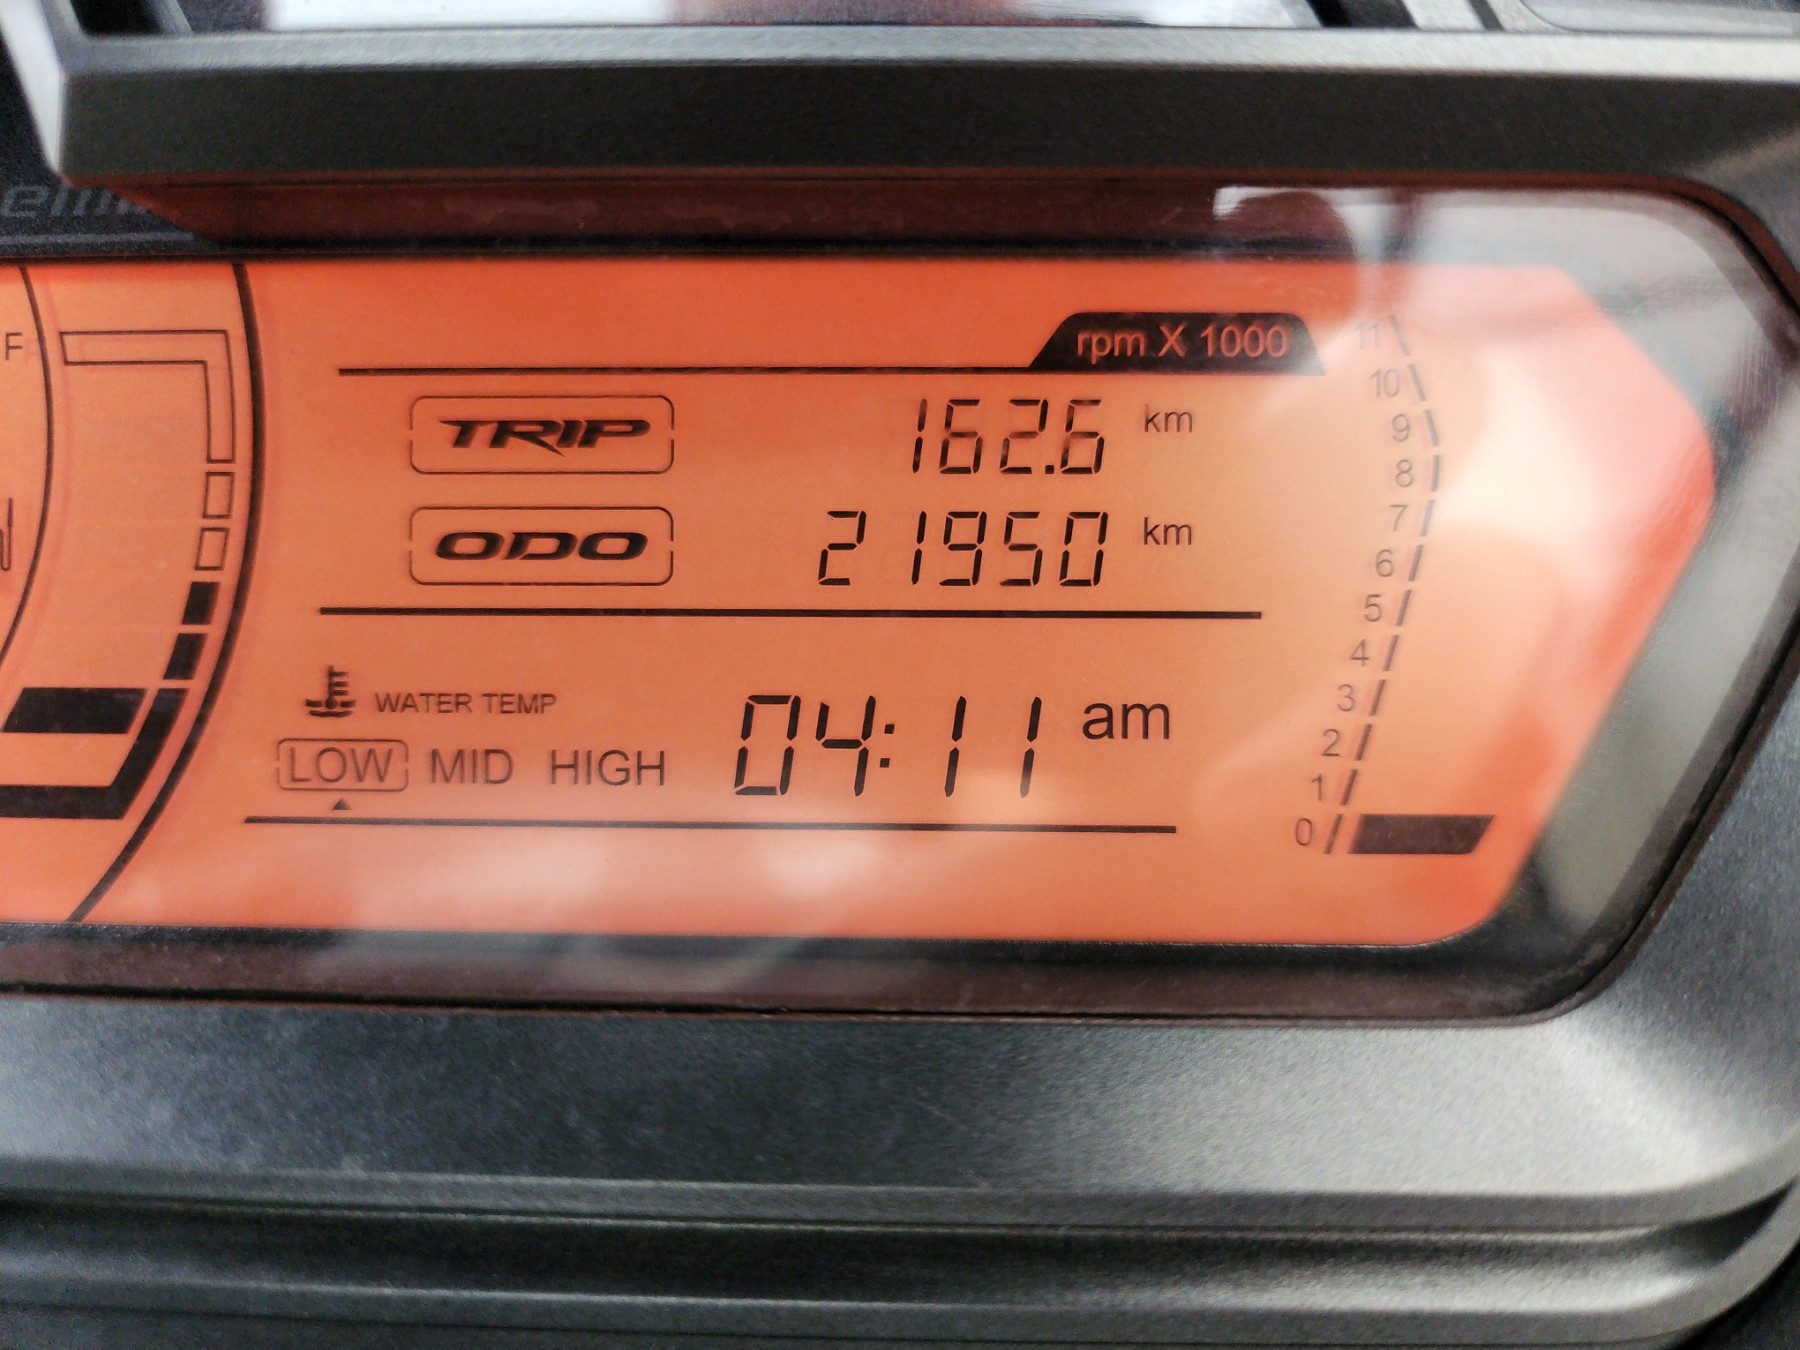 F
rpm X 1000
TRIP 162.6 km
ODO 21950 km
WATER TEMP
LOW MID HIGH
04:11 am
11
10
9
8
7
6
5
4
3
2
1
0